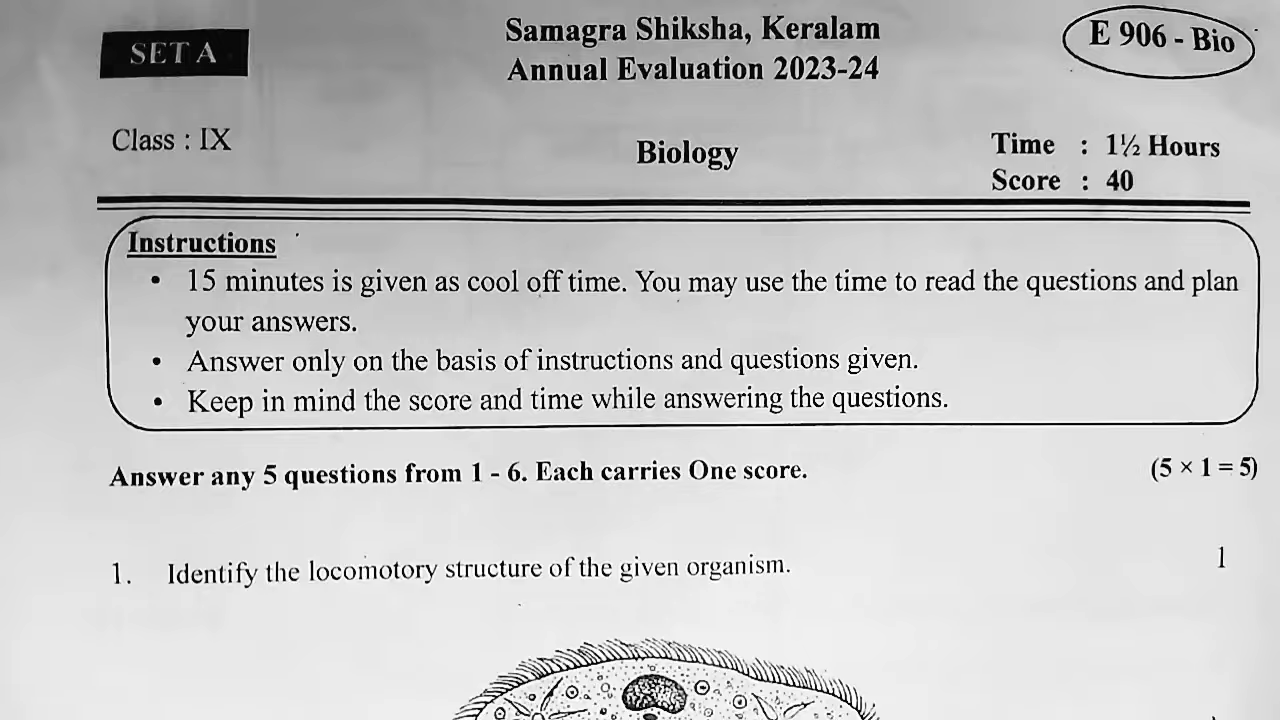 SET A
Samagra Shiksha, Keralam
Annual Evaluation 2023-24
E 906 - Bio
Class : IX
Biology
Time : 1½ Hours
Score : 40
Instructions
• 15 minutes is given as cool off time. You may use the time to read the questions and plan
your answers.
• Answer only on the basis of instructions and questions given.
• Keep in mind the score and time while answering the questions.
Answer any 5 questions from 1 - 6. Each carries One score. (5 × 1 = 5)
1. Identify the locomotory structure of the given organism. 1